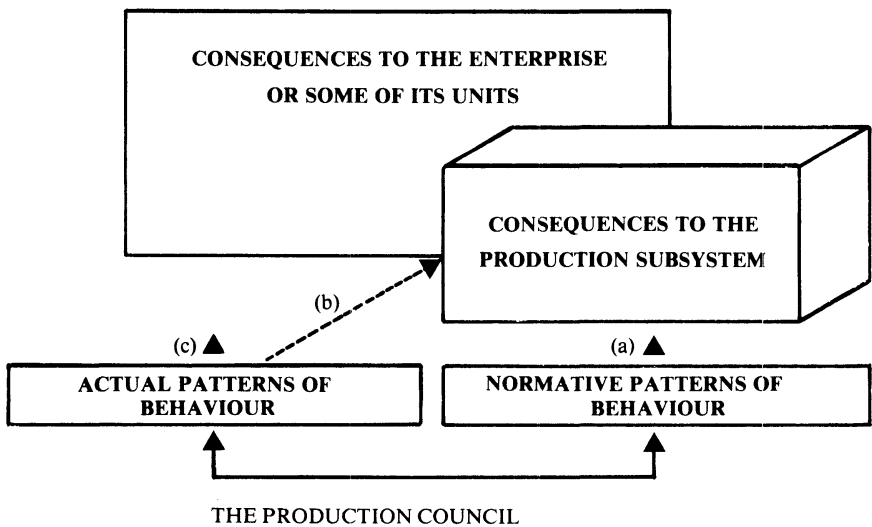 CONSEQUENCES TO THE ENTERPRISE
OR SOME OF ITS UNITS
CONSEQUENCES TO THE
PRODUCTION SUBSYSTEM
(b)
(c)
(a)
ACTUAL PATTERNS OF
BEHAVIOUR
NORMATIVE PATTERNS OF
BEHAVIOUR
THE PRODUCTION COUNCIL